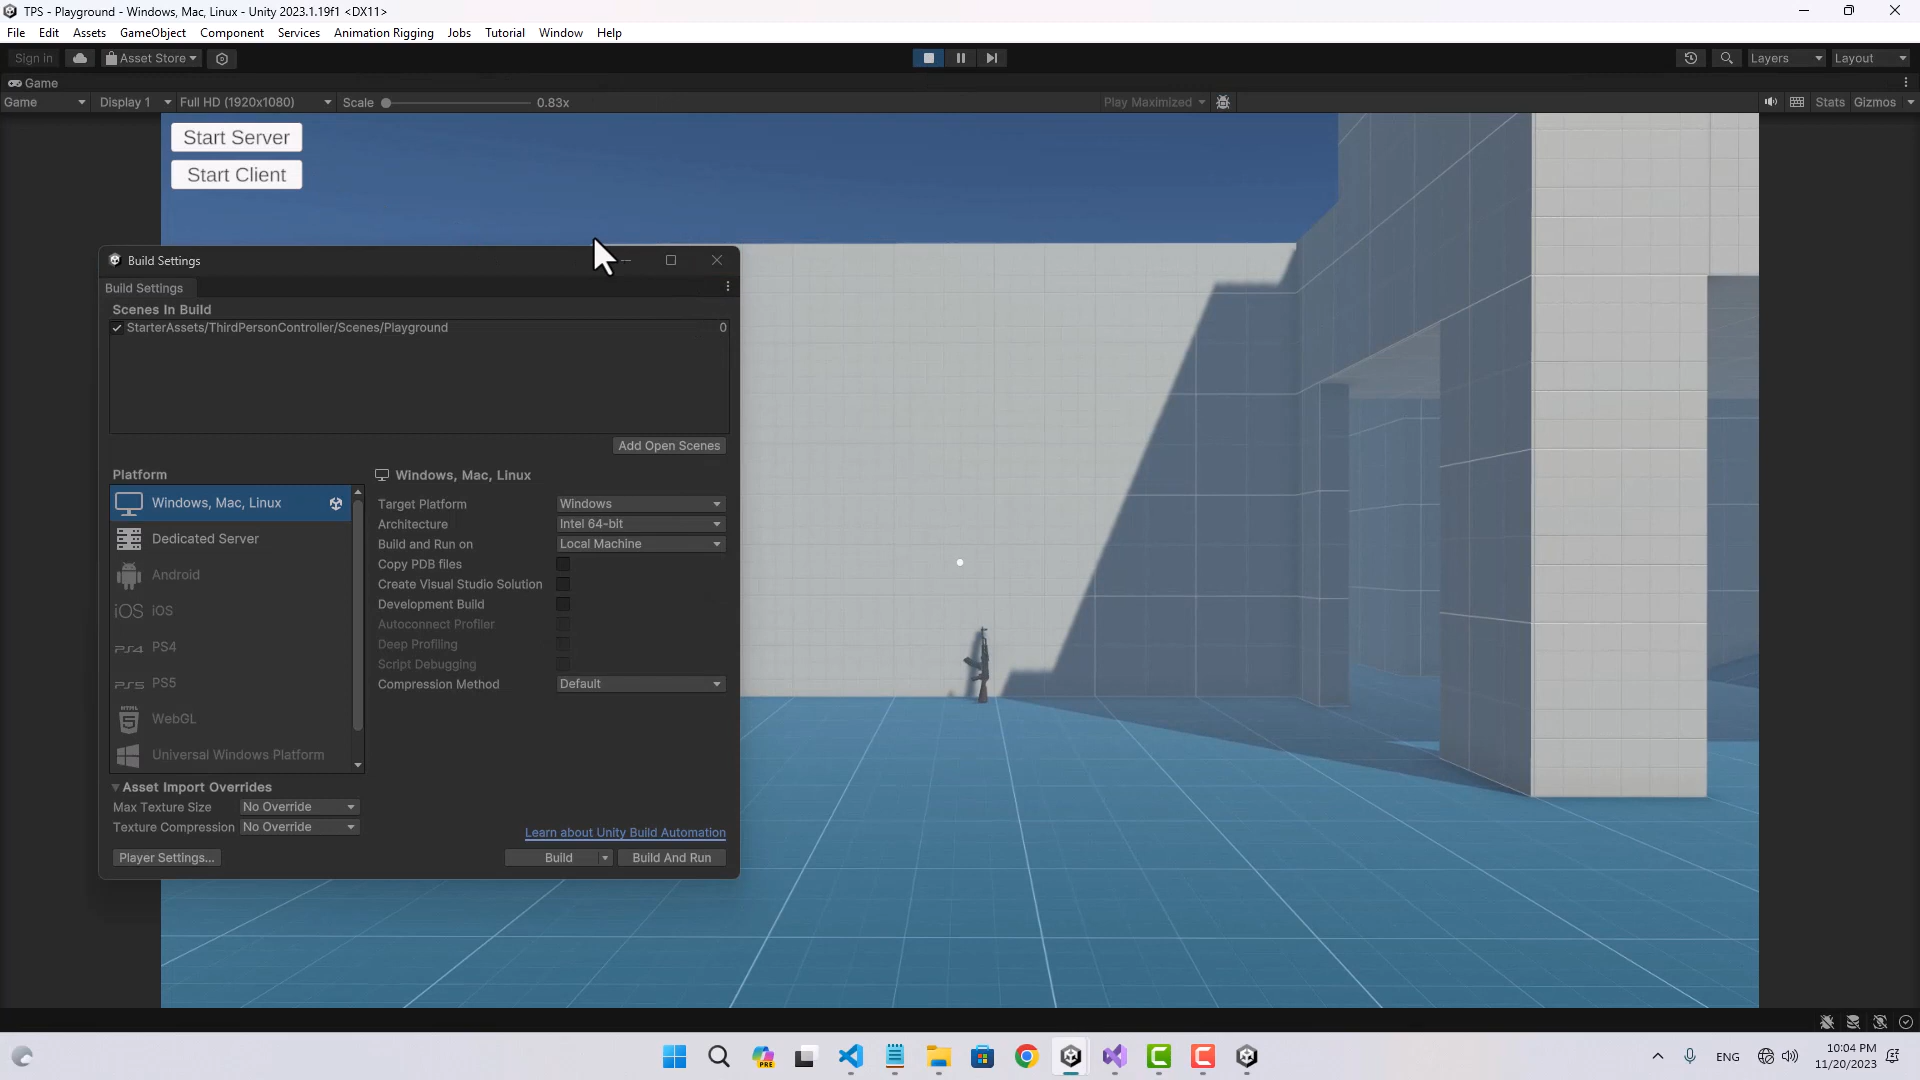 TPS - Playground - Windows, Mac, Linux - Unity 2023.1.19f1 <DX11>
File Edit Assets GameObject Component Services Animation Rigging Jobs Tutorial Window Help
Sign in Asset Store Layers Layout
Game
Game Display 1 Full HD (1920x1080) Scale 0.83x Play Maximized Stats Gizmos
Start Server
Start Client
Build Settings
Build Settings
Scenes In Build
StarterAssets/ThirdPersonController/Scenes/Playground 0
Add Open Scenes
Platform
Windows, Mac, Linux
Dedicated Server
Android
iOS iOS
PS4 PS4
PS5 PS5
HTML 5 WebGL
Universal Windows Platform
Windows, Mac, Linux
Target Platform Windows
Architecture Intel 64-bit
Build and Run on Local Machine
Copy PDB files
Create Visual Studio Solution
Development Build
Autoconnect Profiler
Deep Profiling
Script Debugging
Compression Method Default
Asset Import Overrides
Max Texture Size No Override
Texture Compression No Override
Learn about Unity Build Automation
Player Settings... Build Build And Run
PRE
ENG
10:04 PM
11/20/2023